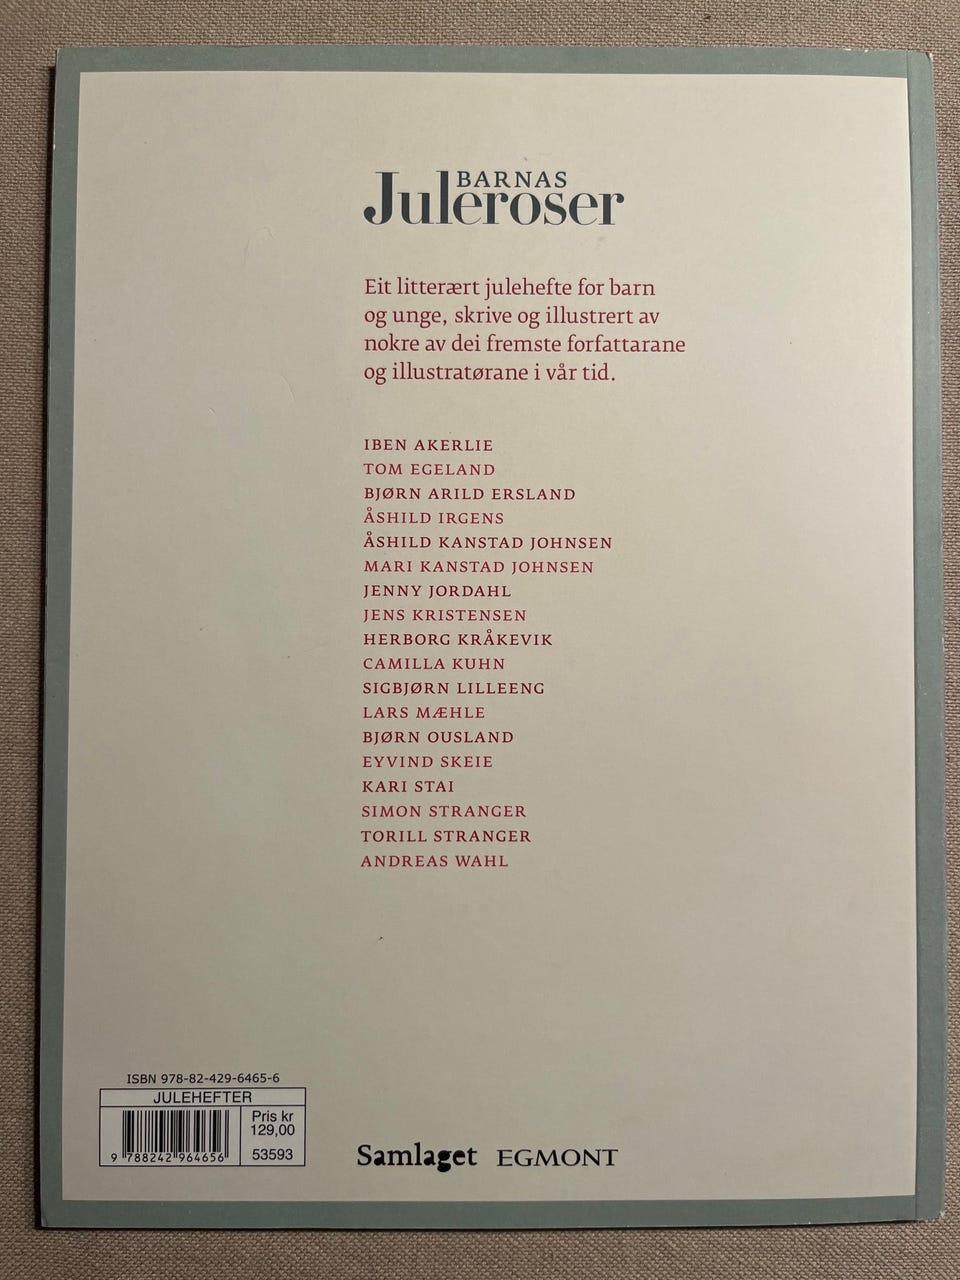 BARNAS
Juleroser
Eit litterært julehefte for barn
og unge, skrive og illustrert av
nokre av dei fremste forfattarane
og illustratørane i vår tid.
IBEN AKERLIE
TOM EGELAND
BJØRN ARILD ERSLAND
ÅSHILD IRGENS
ÅSHILD KANSTAD JOHNSEN
MARI KANSTAD JOHNSEN
JENNY JORDAHL
JENS KRISTENSEN
HERBORG KRÅKEVIK
CAMILLA KUHN
SIGBJØRN LILLEENG
LARS MÆHLE
BJØRN OUSLAND
EYVIND SKEIE
KARI STAI
SIMON STRANGER
TORILL STRANGER
ANDREAS WAHL
ISBN 978-82-429-6465-6
JULEHEFTER
Pris kr
129,00
9 788242 964656
53593
Samlaget EGMONT